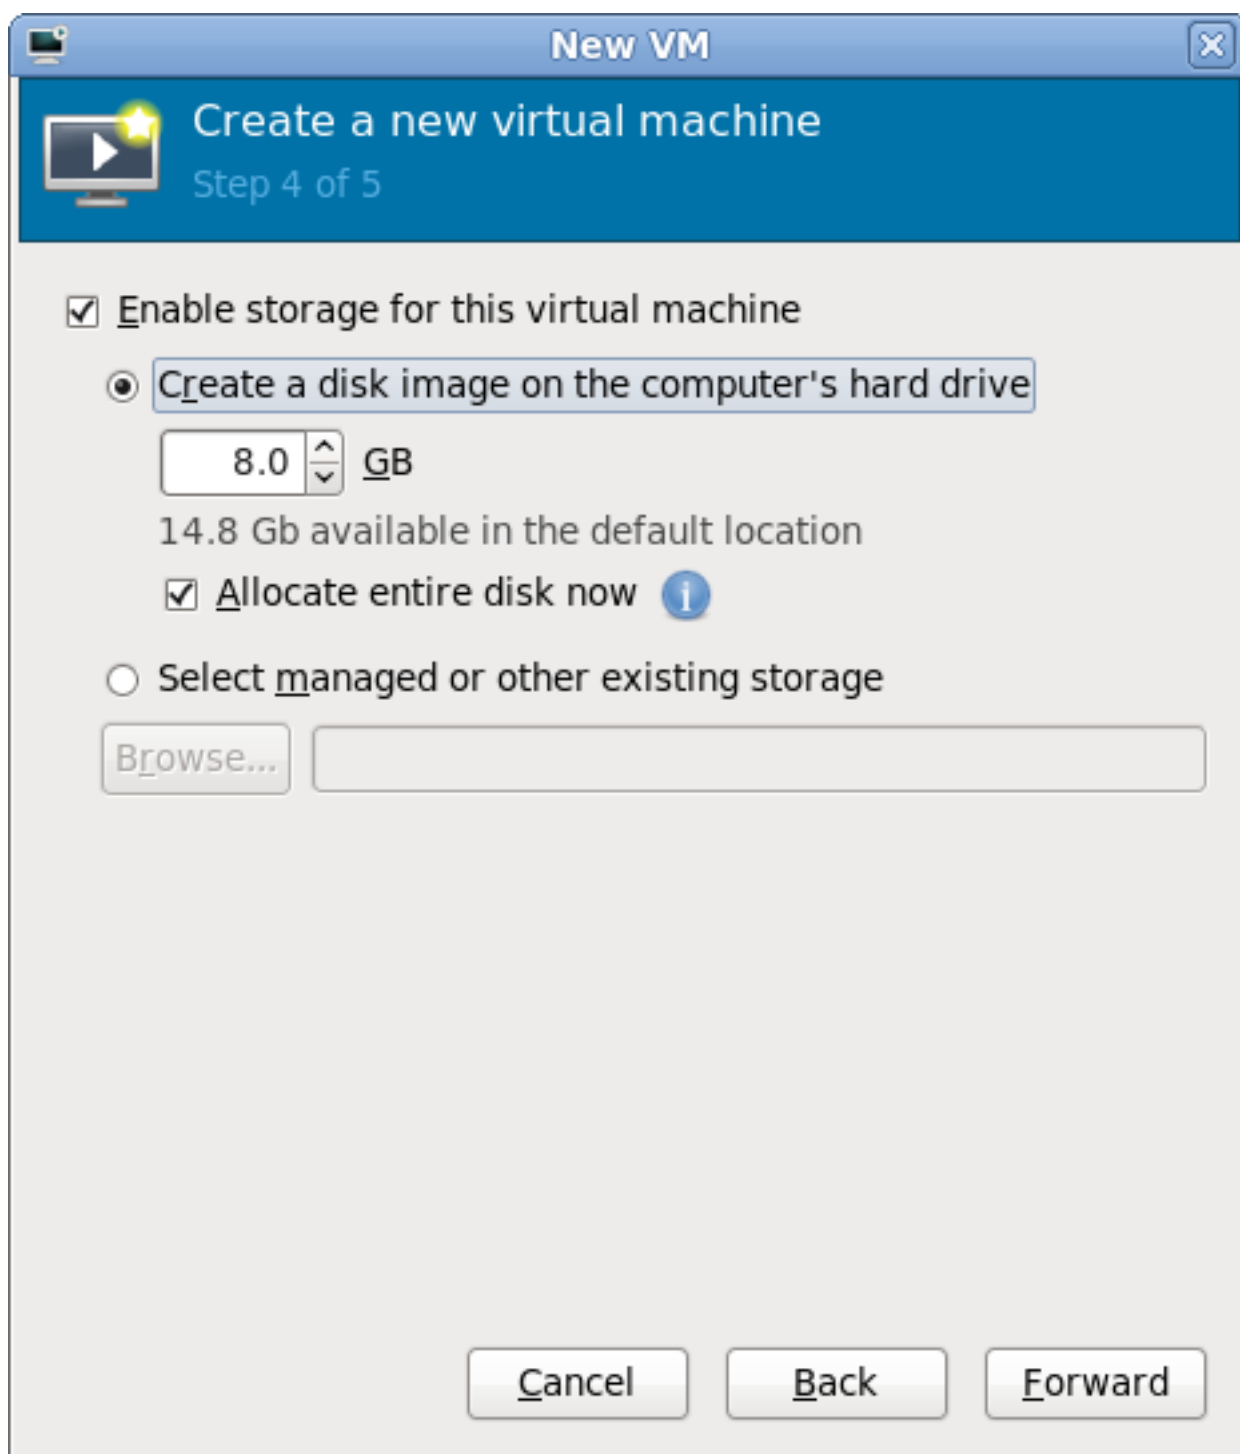 New VM
Create a new virtual machine
Step 4 of 5
Enable storage for this virtual machine
Create a disk image on the computer's hard drive
8.0 GB
14.8 Gb available in the default location
Allocate entire disk now
Select managed or other existing storage
Browse...
Cancel Back Forward